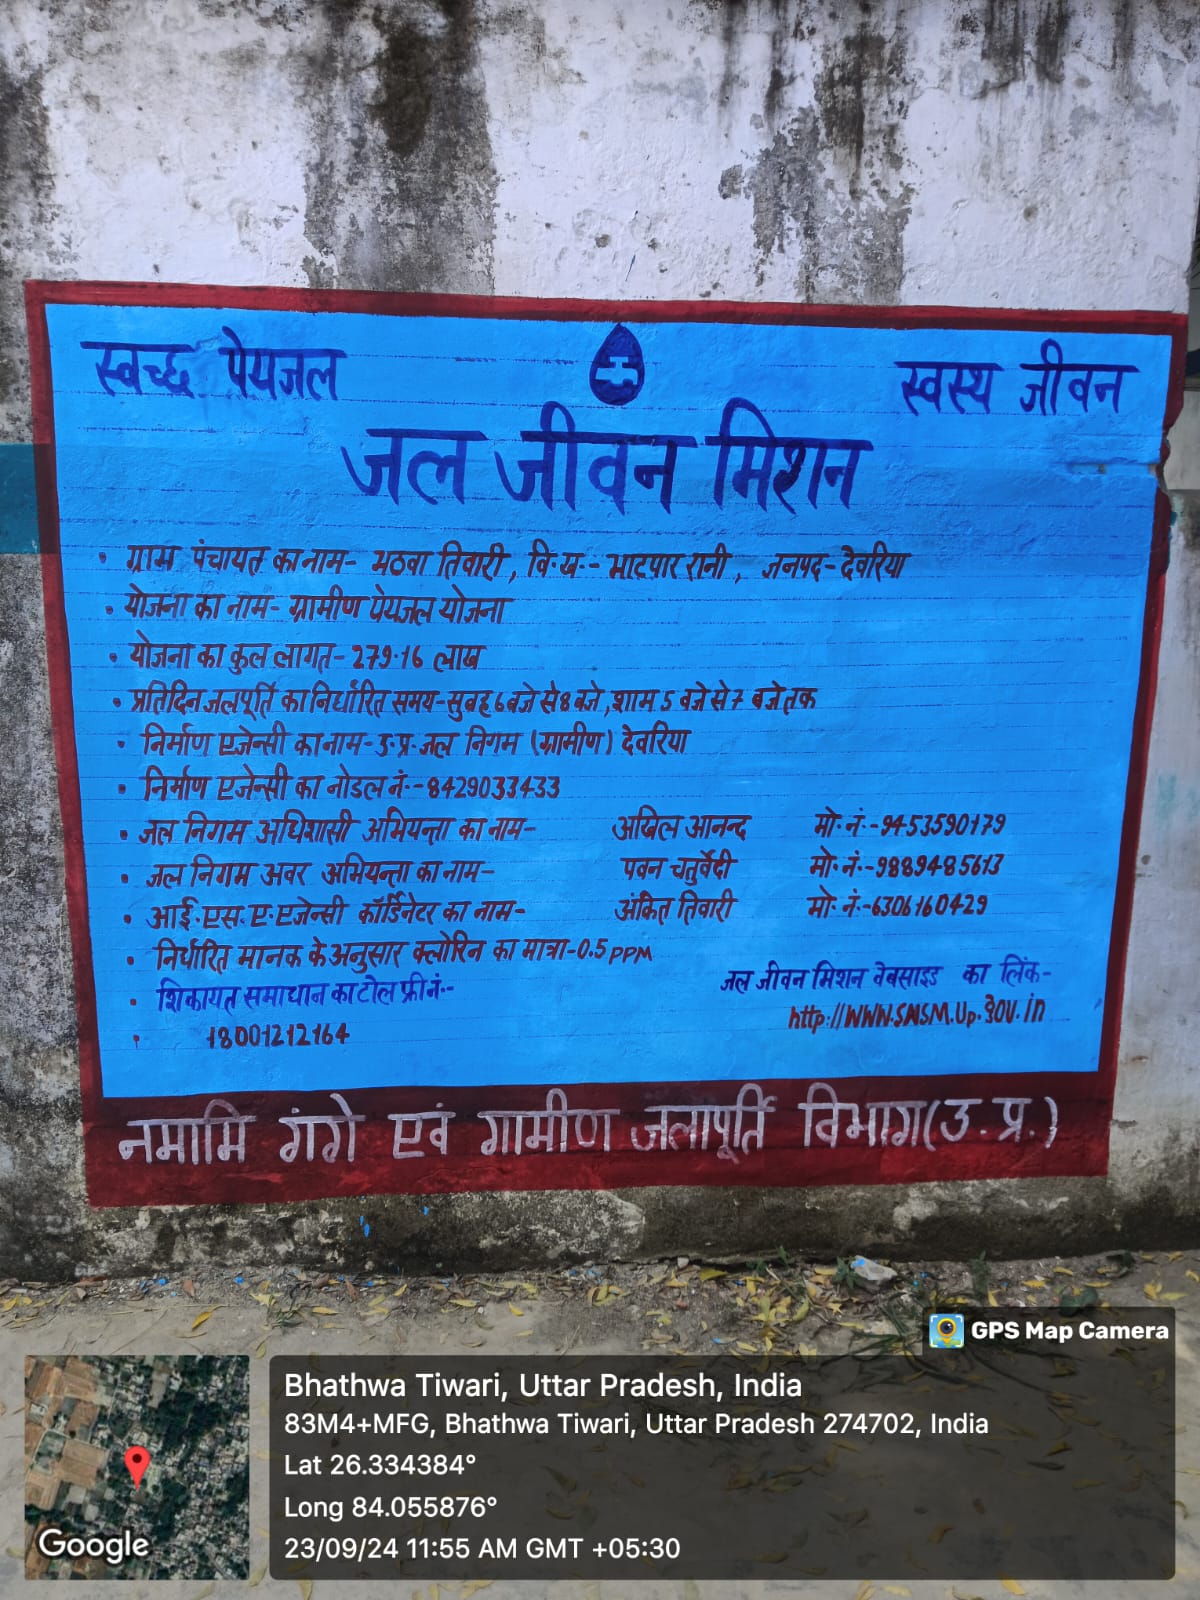 स्वच्छ पेयजल स्वस्थ जीवन
जल जीवन मिशन
• ग्राम पंचायत का नाम- भठवा तिवारी, वि.ख.- भाटपार रानी, जनपद- देवरिया
• योजना का नाम- ग्रामीण पेयजल योजना
• योजना का कुल लागत- 279.16 लाख
• प्रतिदिन जलपूर्ति का निर्धारित समय-सुबह 6 बजे से 8 बजे, शाम 5 बजे से 7 बजे तक
• निर्माण एजेन्सी का नाम-उ.प्र. जल निगम (ग्रामीण) देवरिया
• निर्माण एजेन्सी का नोडल नं.-8429033433
• जल निगम अधिशासी अभियन्ता का नाम- अखिल आनन्द मो.नं.-9453590179
• जल निगम अवर अभियन्ता का नाम- पवन चतुर्वेदी मो.नं.-9889485613
• आई.एस.ए.एजेन्सी कॉर्डिनेटर का नाम- अंकित तिवारी मो.नं.-6306160429
• निर्धारित मानक के अनुसार क्लोरिन का मात्रा-0.5 PPM
• शिकायत समाधान का टोल फ्री नं.-
• 18001212164
जल जीवन मिशन वेबसाइड का लिंक-
http://WWW.SMSM.Up.gov.in
नमामि गंगे एवं गामीण जलापूर्ति विभाग(उ.प्र.)
GPS Map Camera
Bhathwa Tiwari, Uttar Pradesh, India
83M4+MFG, Bhathwa Tiwari, Uttar Pradesh 274702, India
Lat 26.334384°
Long 84.055876°
23/09/24 11:55 AM GMT +05:30
Google